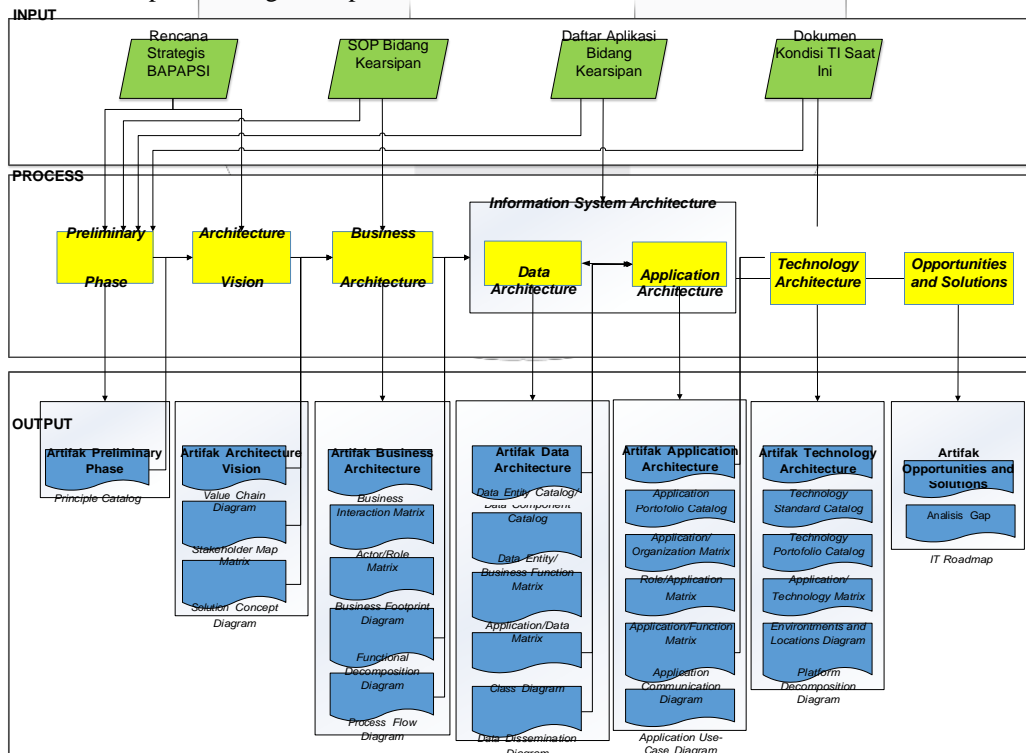 INPUT
Rencana
Strategis
BAPAPSI
SOP Bidang
Kearsipan
Daftar Aplikasi
Bidang
Kearsipan
Dokumen
Kondisi TI Saat
Ini
PROCESS
Preliminary
Phase
Architecture
Vision
Business
Architecture
Information System Architecture
Data
Architecture
Application
Architecture
Technology
Architecture
Opportunities
and Solutions
OUTPUT
Artifak Preliminary
Phase
Principle Catalog
Artifak Architecture
Vision
Value Chain
Diagram
Stakeholder Map
Matrix
Solution Concept
Diagram
Artifak Business
Architecture
Business
Interaction Matrix
Actor/Role
Matrix
Business Footprint
Diagram
Functional
Decomposition
Diagram
Process Flow Diagram
Artifak Data
Architecture
Data Entity Catalog/
Data Component
Catalog
Data Entity/
Business Function
Matrix
Application/Data
Matrix
Class Diagram
Data Dissemination
Diagram
Artifak Application
Architecture
Application
Portofolio Catalog
Application/
Organization Matrix
Role/Application
Matrix
Application/Function
Matrix
Application
Communication Diagram
Application Use-
Case Diagram
Artifak Technology
Architecture
Technology
Standard Catalog
Technology
Portofolio Catalog
Application/
Technology Matrix
Environtments and
Locations Diagram
Platform
Decomposition Diagram
Artifak
Opportunities and
Solutions
Analisis Gap
IT Roadmap